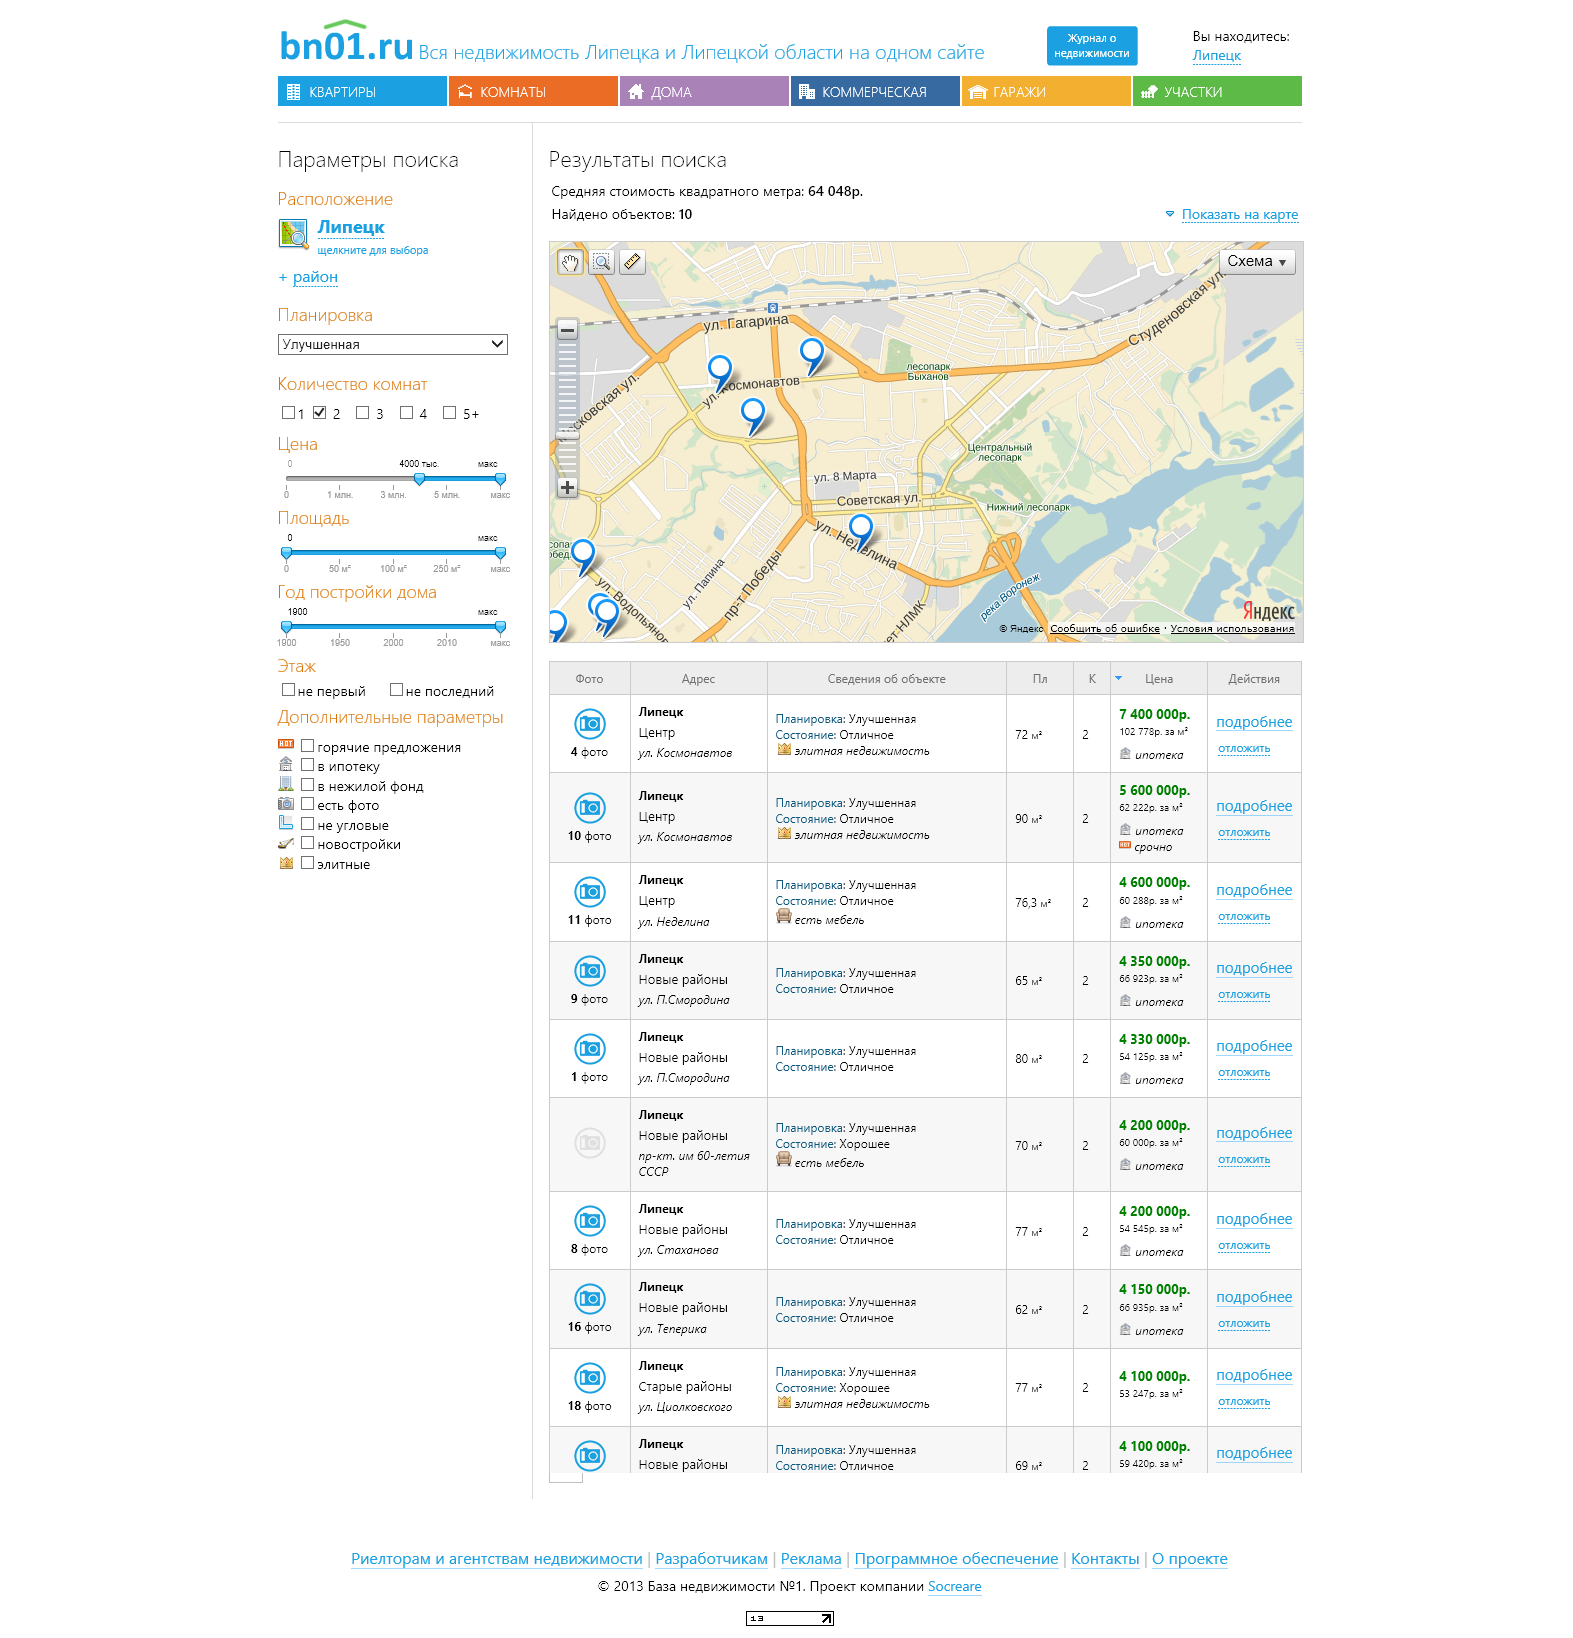 bn01.ru Вся недвижимость Липецка и Липецкой области на одном сайте
Журнал о
недвижимости
Вы находитесь:
Липецк
КВАРТИРЫ КОМНАТЫ ДОМА КОММЕРЧЕСКАЯ ГАРАЖИ УЧАСТКИ
Параметры поиска
Расположение
Липецк
щелкните для выбора
+ район
Планировка
Улучшенная
Количество комнат
1 2 3 4 5+
Цена
0 4000 тыс. макс
0 1 млн. 3 млн. 5 млн. макс
Площадь
0 макс
0 50 м² 100 м² 250 м² макс
Год постройки дома
1900 макс
1900 1950 2000 2010 макс
Этаж
не первый не последний
Дополнительные параметры
HOT горячие предложения
в ипотеку
в нежилой фонд
есть фото
не угловые
новостройки
элитные
Результаты поиска
Средняя стоимость квадратного метра: 64 048р.
Найдено объектов: 10
Показать на карте
Схема
ул. Гагарина
Студеновская ул.
лесопарк
Быханов
ул. Космонавтов
Московская ул.
Центральный
лесопарк
ул. 8 Марта
Советская ул.
Нижний лесопарк
ул. Неделина
ул. Папина
пр-т Победы
ул. Водопьянова
река Воронеж
Яндекс
© Яндекс Сообщить об ошибке · Условия использования
Фото Адрес Сведения об объекте Пл К Цена Действия
4 фото
Липецк
Центр
ул. Космонавтов
Планировка: Улучшенная
Состояние: Отличное
элитная недвижимость
72 м²
2
7 400 000р.
102 778р. за м²
ипотека
подробнее
отложить
10 фото
Липецк
Центр
ул. Космонавтов
Планировка: Улучшенная
Состояние: Отличное
элитная недвижимость
90 м²
2
5 600 000р.
62 222р. за м²
ипотека
HOT срочно
подробнее
отложить
11 фото
Липецк
Центр
ул. Неделина
Планировка: Улучшенная
Состояние: Отличное
есть мебель
76,3 м²
2
4 600 000р.
60 288р. за м²
ипотека
подробнее
отложить
9 фото
Липецк
Новые районы
ул. П.Смородина
Планировка: Улучшенная
Состояние: Отличное
65 м²
2
4 350 000р.
66 923р. за м²
ипотека
подробнее
отложить
1 фото
Липецк
Новые районы
ул. П.Смородина
Планировка: Улучшенная
Состояние: Отличное
80 м²
2
4 330 000р.
54 125р. за м²
ипотека
подробнее
отложить
Липецк
Новые районы
пр-кт. им 60-летия
СССР
Планировка: Улучшенная
Состояние: Хорошее
есть мебель
70 м²
2
4 200 000р.
60 000р. за м²
ипотека
подробнее
отложить
8 фото
Липецк
Новые районы
ул. Стаханова
Планировка: Улучшенная
Состояние: Отличное
77 м²
2
4 200 000р.
54 545р. за м²
ипотека
подробнее
отложить
16 фото
Липецк
Новые районы
ул. Теперика
Планировка: Улучшенная
Состояние: Отличное
62 м²
2
4 150 000р.
66 935р. за м²
ипотека
подробнее
отложить
18 фото
Липецк
Старые районы
ул. Циолковского
Планировка: Улучшенная
Состояние: Хорошее
элитная недвижимость
77 м²
2
4 100 000р.
53 247р. за м²
подробнее
отложить
Липецк
Новые районы
Планировка: Улучшенная
Состояние: Отличное
69 м²
2
4 100 000р.
59 420р. за м²
подробнее
Риелторам и агентствам недвижимости | Разработчикам | Реклама | Программное обеспечение | Контакты | О проекте
© 2013 База недвижимости №1. Проект компании Socreare
13